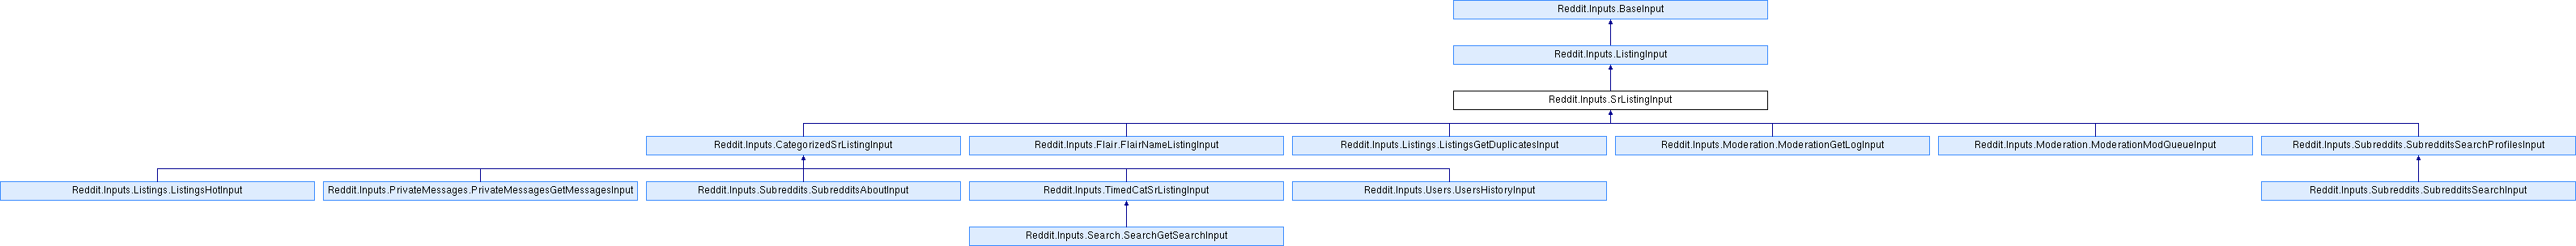 Reddit.Inputs.BaseInput
Reddit.Inputs.ListingInput
Reddit.Inputs.SrListingInput
Reddit.Inputs.CategorizedSrListingInput
Reddit.Inputs.Flair.FlairNameListingInput
Reddit.Inputs.Listings.ListingsGetDuplicatesInput
Reddit.Inputs.Moderation.ModerationGetLogInput
Reddit.Inputs.Moderation.ModerationModQueueInput
Reddit.Inputs.Subreddits.SubredditsSearchProfilesInput
Reddit.Inputs.Listings.ListingsHotInput
Reddit.Inputs.PrivateMessages.PrivateMessagesGetMessagesInput
Reddit.Inputs.Subreddits.SubredditsAboutInput
Reddit.Inputs.TimedCatSrListingInput
Reddit.Inputs.Users.UsersHistoryInput
Reddit.Inputs.Subreddits.SubredditsSearchInput
Reddit.Inputs.Search.SearchGetSearchInput